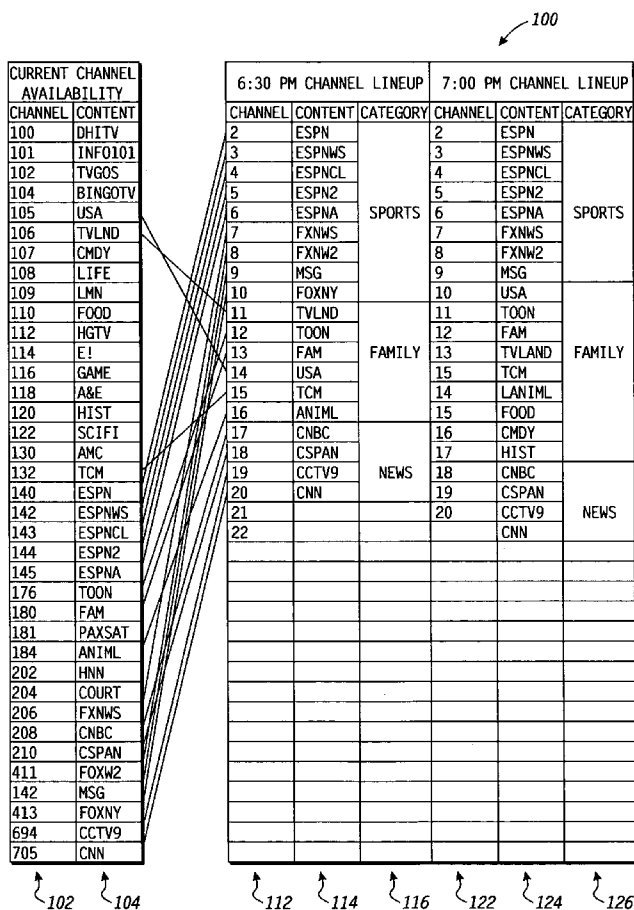 100
CURRENT CHANNEL AVAILABILITY
CHANNEL CONTENT
100 DHITV
101 INFO101
102 TVGOS
104 BINGOTV
105 USA
106 TVLND
107 CMDY
108 LIFE
109 LMN
110 FOOD
112 HGTV
114 E!
116 GAME
118 A&E
120 HIST
122 SCIFI
130 AMC
132 TCM
140 ESPN
142 ESPNWS
143 ESPNCL
144 ESPN2
145 ESPNA
176 TOON
180 FAM
181 PAXSAT
184 ANIML
202 HNN
204 COURT
206 FXNWS
208 CNBC
210 CSPAN
411 FOXW2
142 MSG
413 FOXNY
694 CCTV9
705 CNN
102 104
6:30 PM CHANNEL LINEUP 7:00 PM CHANNEL LINEUP
CHANNEL CONTENT CATEGORY CHANNEL CONTENT CATEGORY
2 ESPN 2 ESPN
3 ESPNWS 3 ESPNWS
4 ESPNCL 4 ESPNCL
5 ESPN2 5 ESPN2
6 ESPNA SPORTS 6 ESPNA SPORTS
7 FXNWS 7 FXNWS
8 FXNW2 8 FXNW2
9 MSG 9 MSG
10 FOXNY 10 USA
11 TVLND 11 TOON
12 TOON 12 FAM
13 FAM FAMILY 13 TVLAND FAMILY
14 USA 15 TCM
15 TCM 14 LANIML
16 ANIML 15 FOOD
17 CNBC 16 CMDY
18 CSPAN 17 HIST
19 CCTV9 NEWS 18 CNBC
20 CNN 19 CSPAN
21 20 CCTV9 NEWS
22 CNN
112 114 116 122 124 126